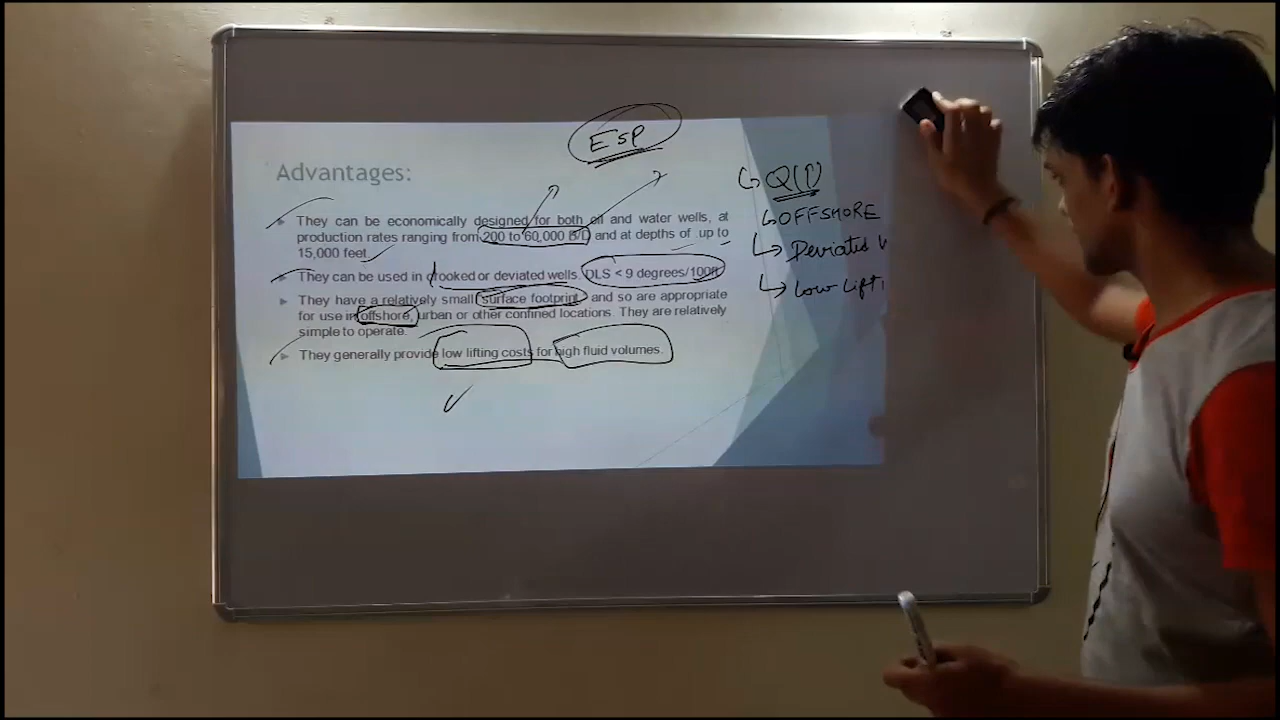 ESP
Advantages:
They can be economically designed for both oil and water wells, at
production rates ranging from 200 to 60,000 B/D and at depths of .up to
15,000 feet.
They can be used in crooked or deviated wells. DLS < 9 degrees/100ft.
They have a relatively small surface footprint and so are appropriate
for use in offshore, urban or other confined locations. They are relatively
simple to operate.
They generally provide low lifting costs for high fluid volumes.
Q(↑)
OFFSHORE
Deviated
Low Lift